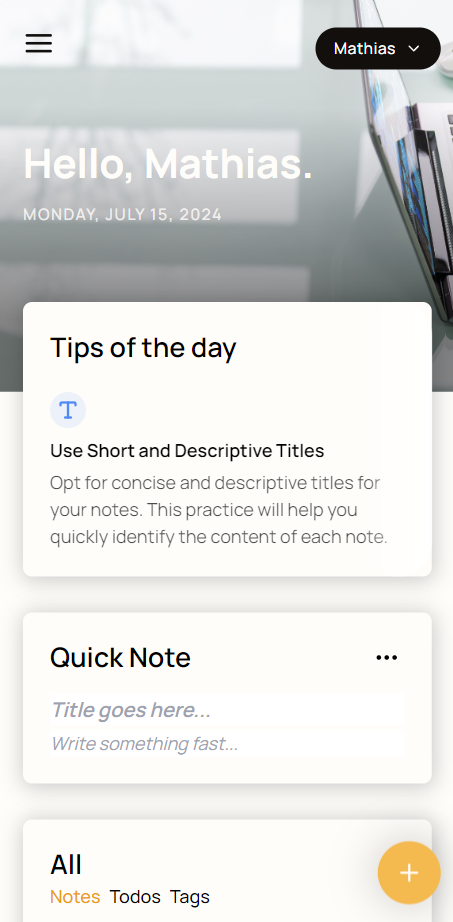 Mathias
Hello, Mathias.
MONDAY, JULY 15, 2024
Tips of the day
T
Use Short and Descriptive Titles
Opt for concise and descriptive titles for
your notes. This practice will help you
quickly identify the content of each note.
Quick Note
Title goes here...
Write something fast...
All
Notes Todos Tags